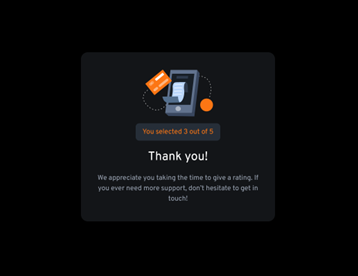 You selected 3 out of 5
Thank you!
We appreciate you taking the time to give a rating. If
you ever need more support, don't hesitate to get in
touch!